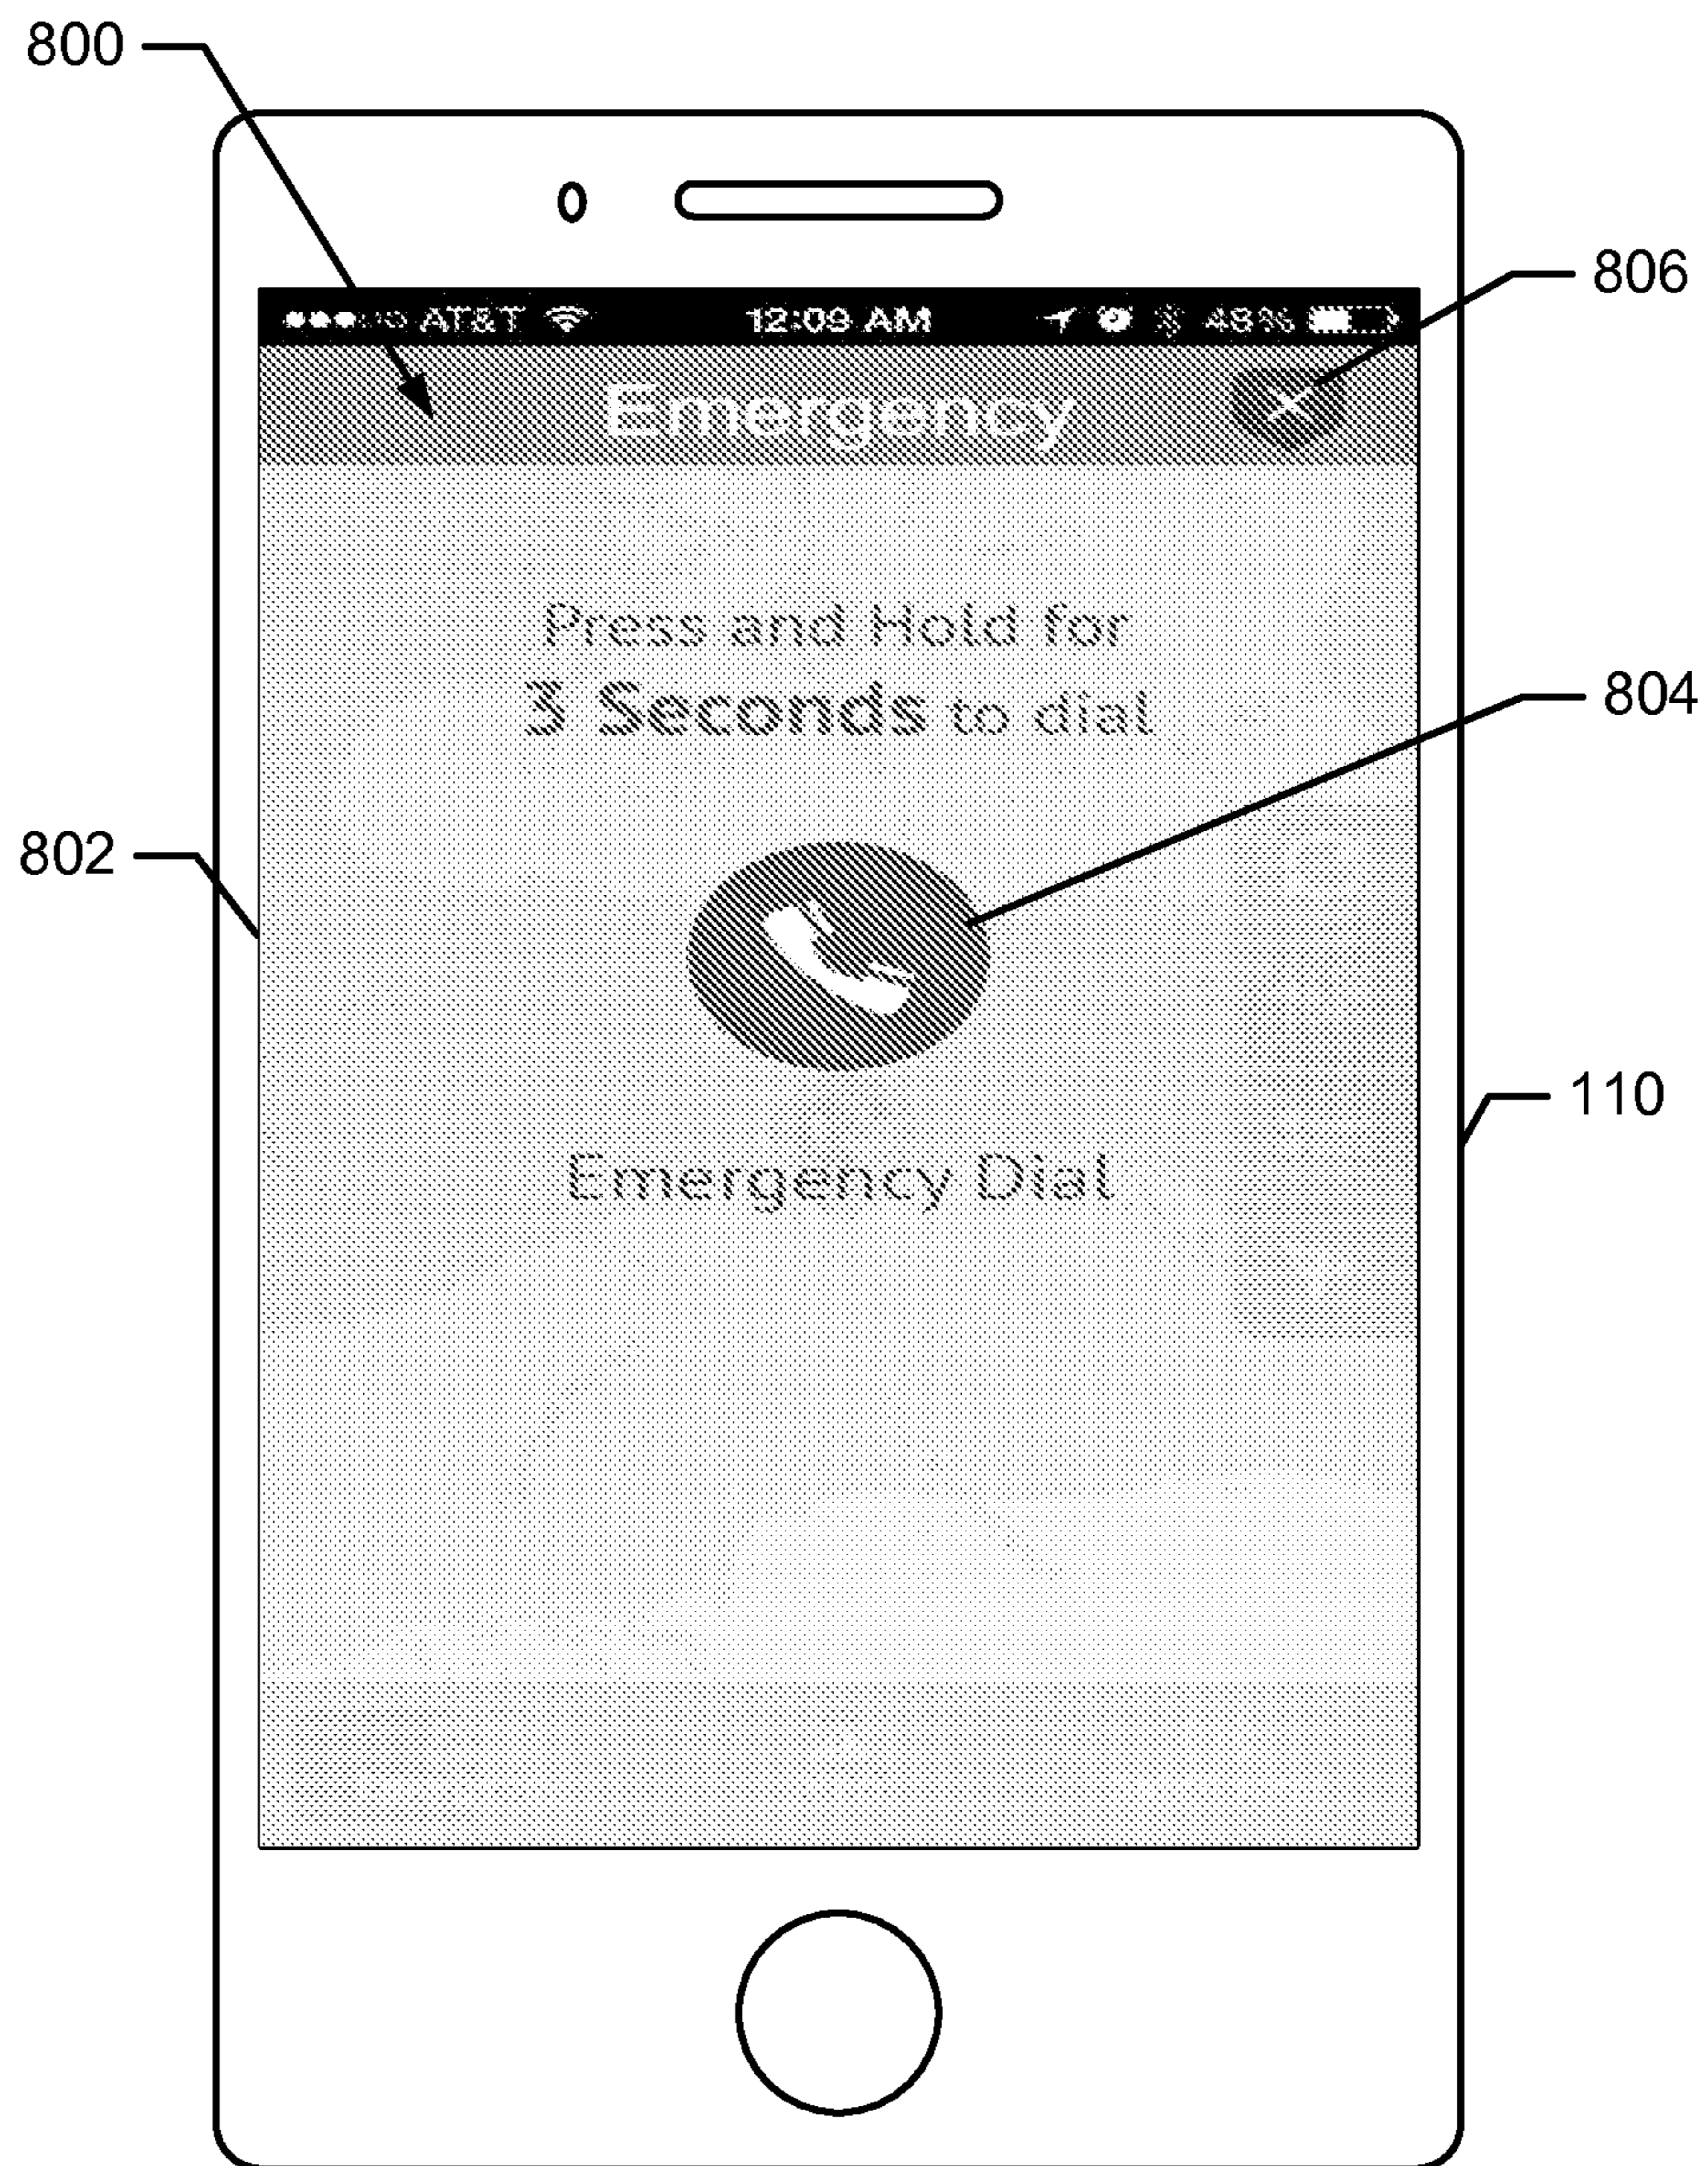 800
806
AT&T 12:09 AM 48%
Emergency
Press and Hold for
3 Seconds to dial
804
802
110
Emergency Dial